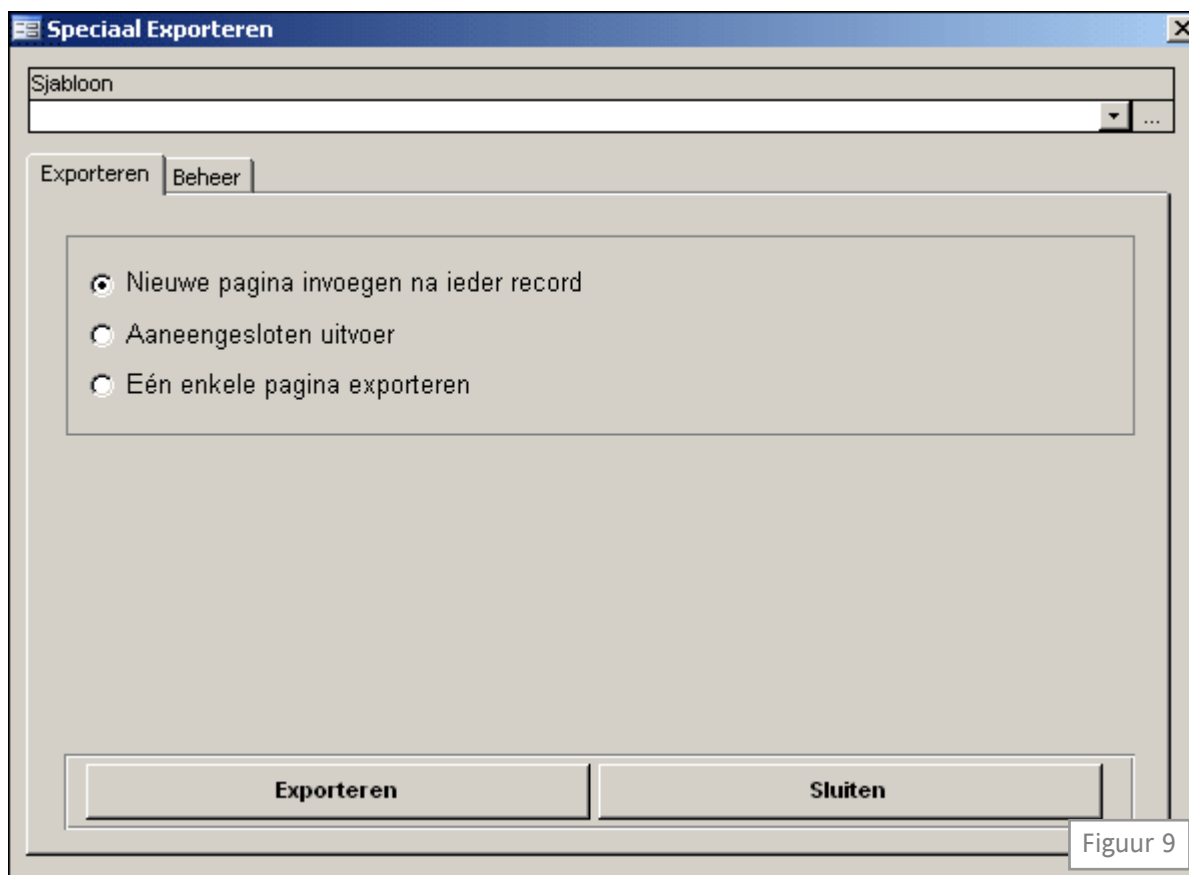 Speciaal Exporteren
Sjabloon
...
Exporteren Beheer
Nieuwe pagina invoegen na ieder record
Aaneengesloten uitvoer
Eén enkele pagina exporteren
Exporteren Sluiten
Figuur 9